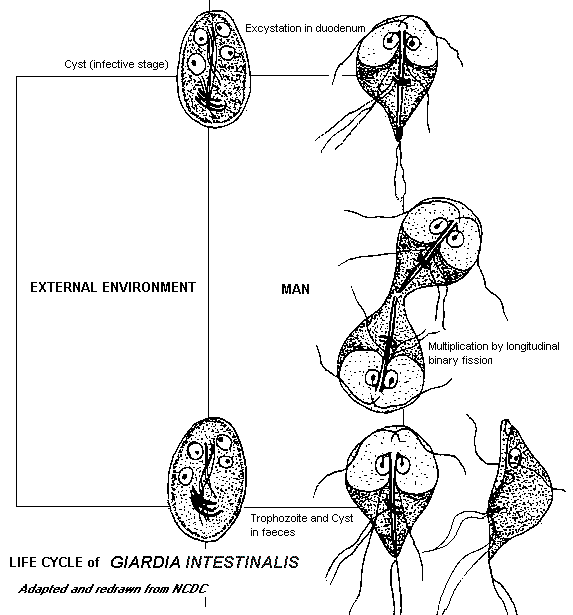 Excystation in duodenum
Cyst (infective stage)
EXTERNAL ENVIRONMENT
MAN
Multiplication by longitudinal
binary fission
Trophozoite and Cyst
in faeces
LIFE CYCLE of GIARDIA INTESTINALIS
Adapted and redrawn from NCDC